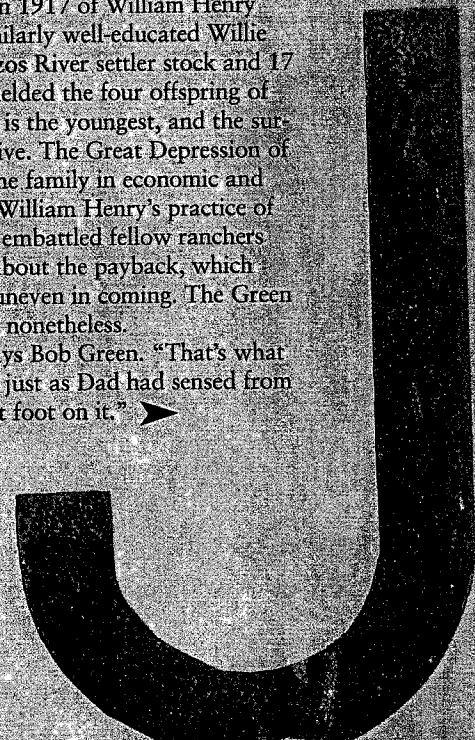 n 1917 of William Henry
ilarly well-educated Willie
zos River settler stock and 17
elded the four offspring of
is the youngest, and the sur-
ive. The Great Depression of
he family in economic and
William Henry's practice of
embattled fellow ranchers
bout the payback, which
uneven in coming. The Green
nonetheless.
ys Bob Green. “That's what
just as Dad had sensed from
t foot on it.”
J